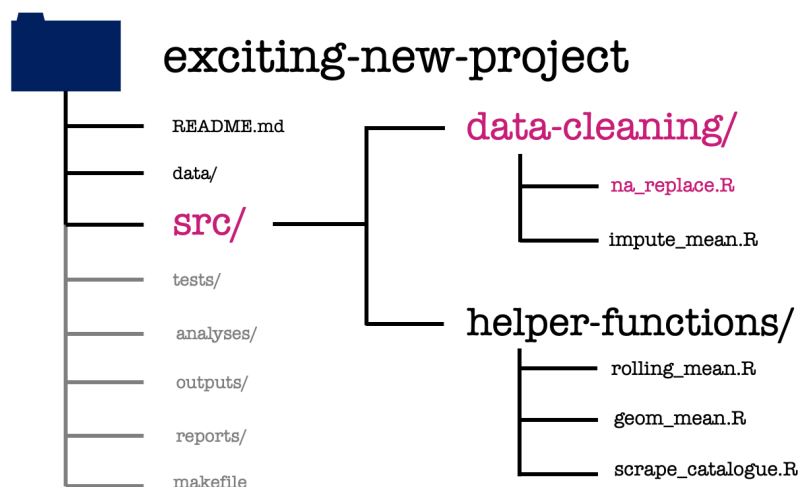 exciting-new-project
README.md
data/
src/
tests/
analyses/
outputs/
reports/
makefile
data-cleaning/
na_replace.R
impute_mean.R
helper-functions/
rolling_mean.R
geom_mean.R
scrape_catalogue.R